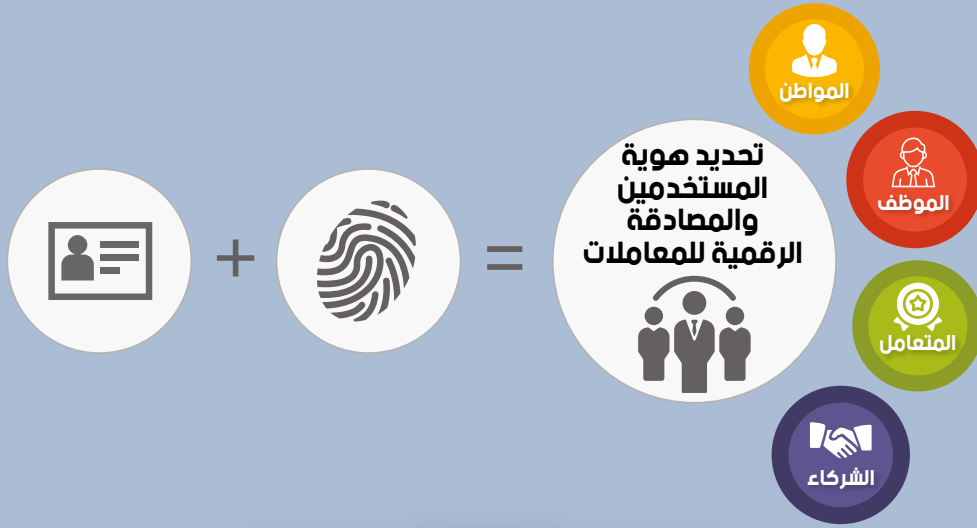 تحديد هوية
المستخدمين
والمصادقة
الرقمية للمعاملات
المواطن
الموظف
المتعامل
الشركاء
+
=